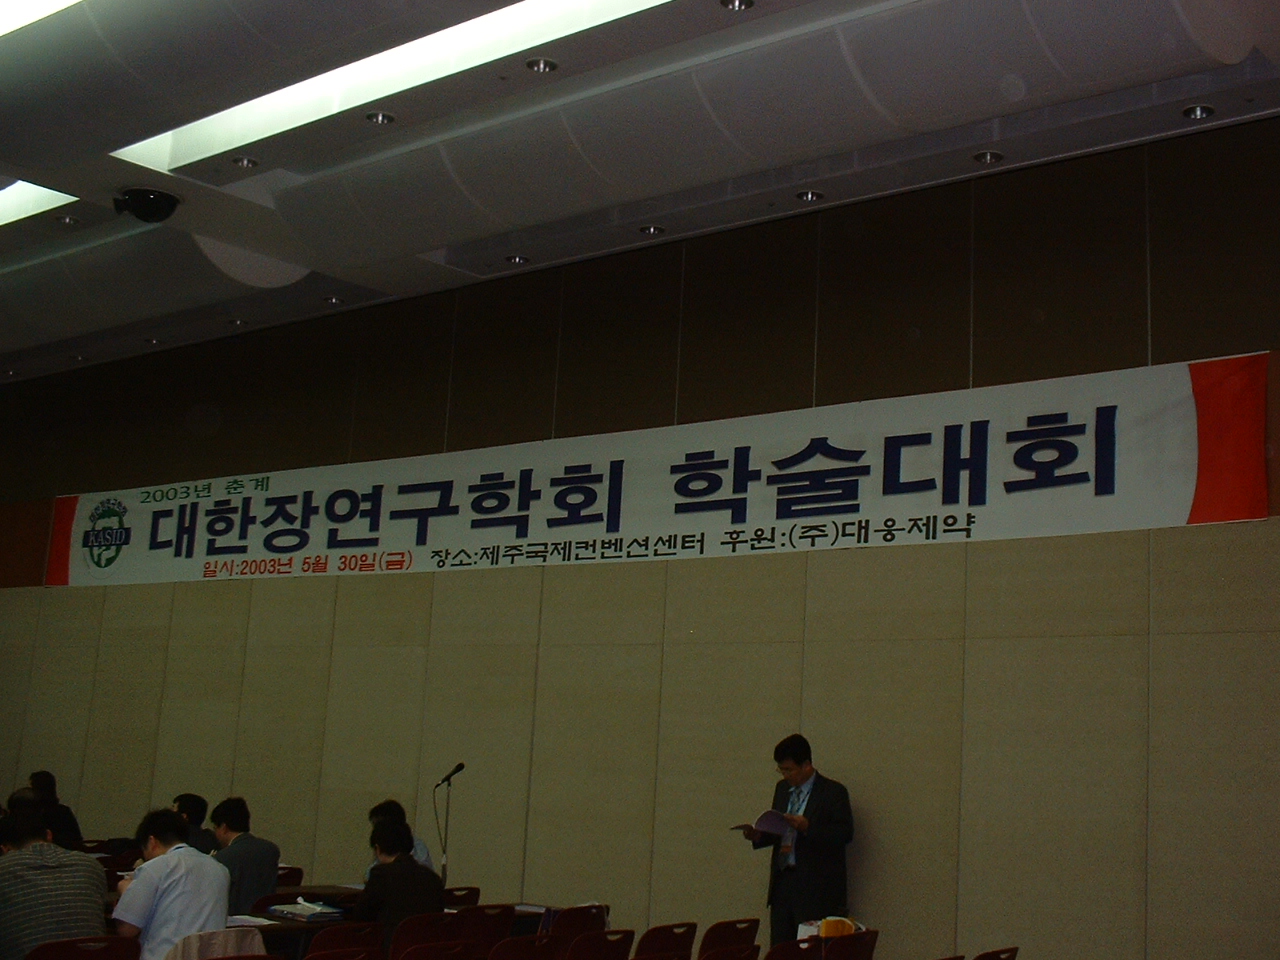 2003년 춘계
대한장연구학회 학술대회
일시:2003년 5월 30일(금) 장소:제주국제컨벤션센터 후원:(주)대웅제약
KASID